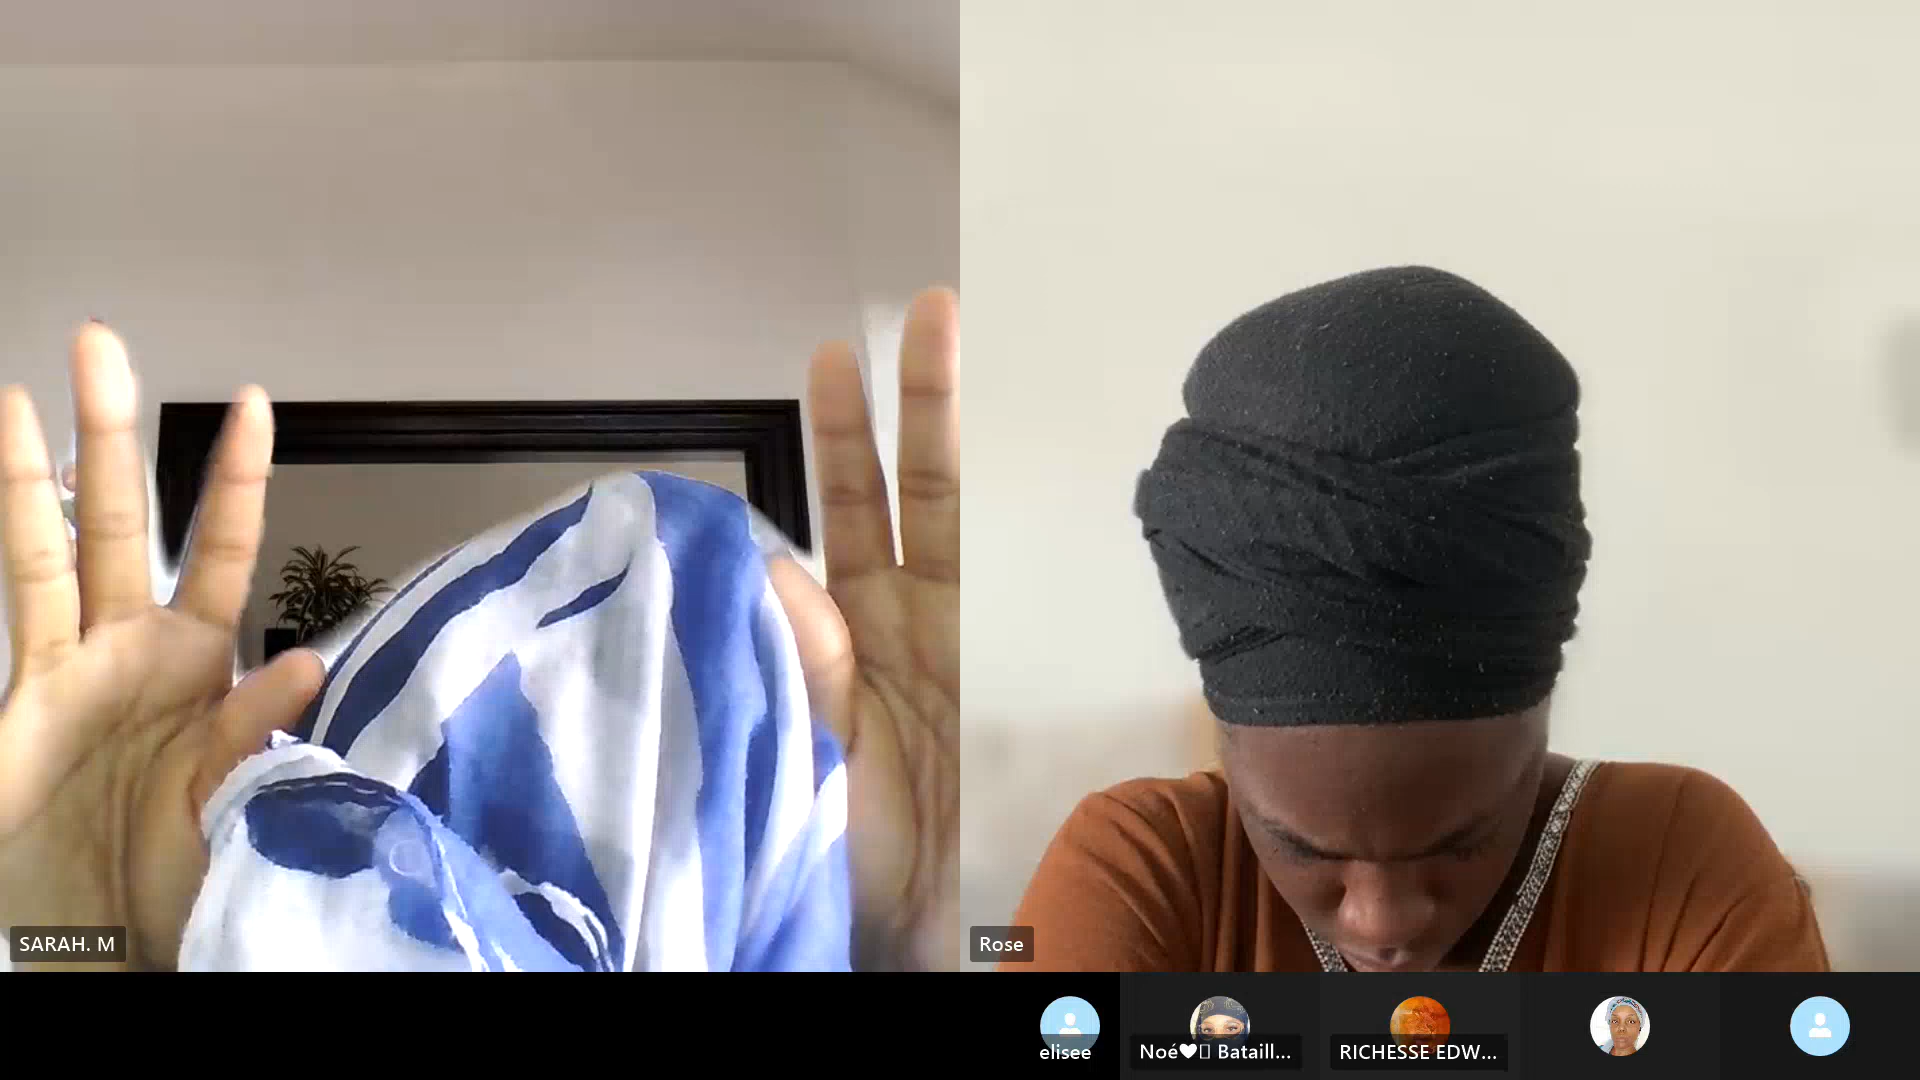 SARAH. M
Rose
elisee
Noé❤▯ Bataill...
RICHESSE EDW...